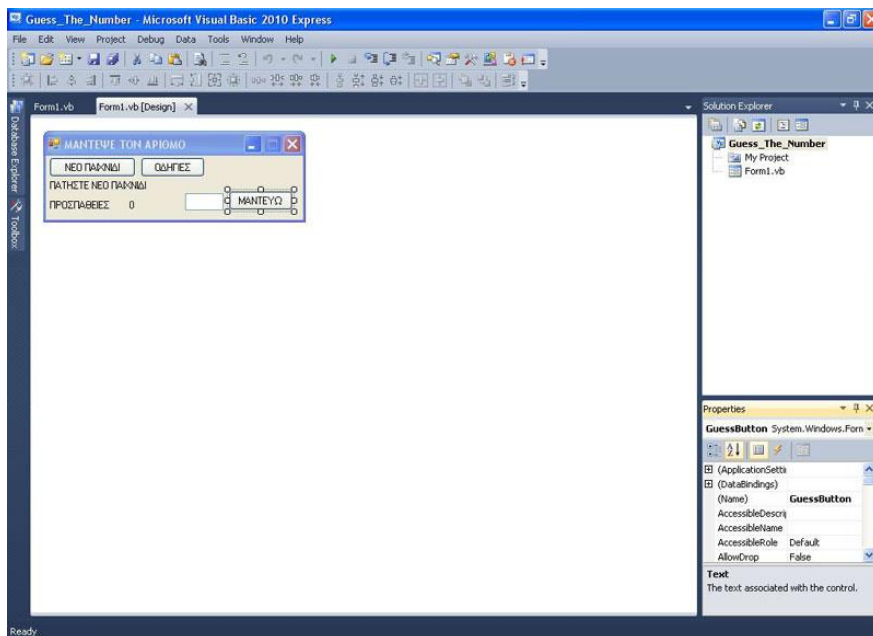 Guess_The_Number - Microsoft Visual Basic 2010 Express
File Edit View Project Debug Data Tools Window Help
Form1.vb
Form1.vb [Design]
Database Explorer
Toolbox
ΜΑΝΤΕΨΕ ΤΟΝ ΑΡΙΘΜΟ
ΝΕΟ ΠΑΙΧΝΙΔΙ
ΟΔΗΓΙΕΣ
ΠΑΤΗΣΤΕ ΝΕΟ ΠΑΙΧΝΙΔΙ
ΠΡΟΣΠΑΘΕΙΕΣ 0
ΜΑΝΤΕΥΩ
Solution Explorer
Guess_The_Number
My Project
Form1.vb
Properties
GuessButton System.Windows.Forn
(ApplicationSetti
(DataBindings)
(Name) GuessButton
AccessibleDescrip
AccessibleName
AccessibleRole Default
AllowDrop False
Text
The text associated with the control.
Ready